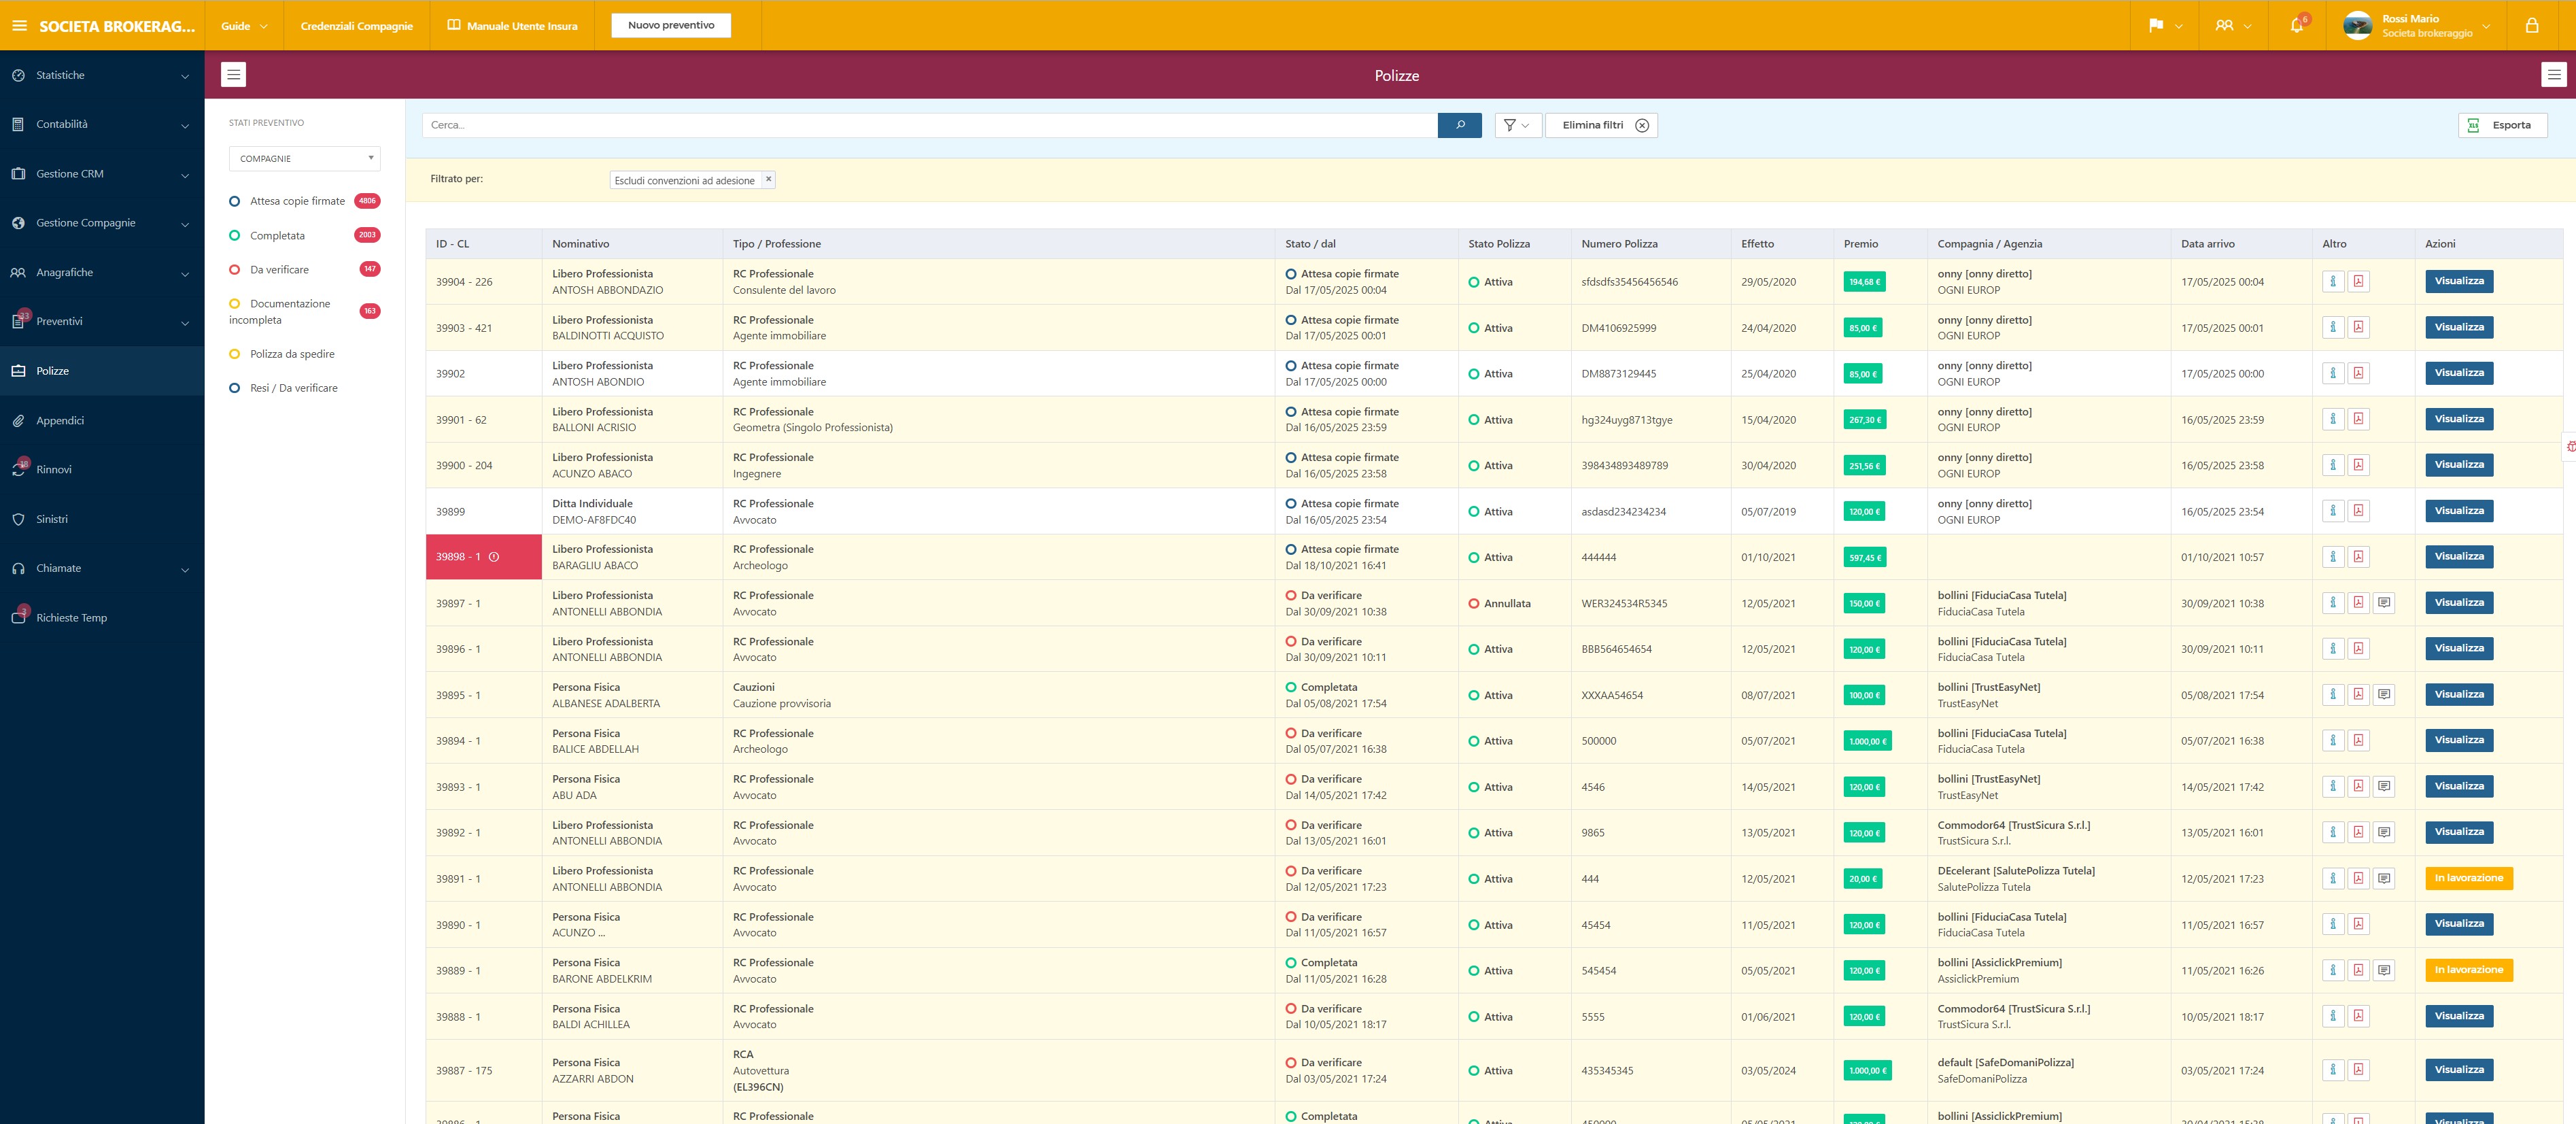 SOCIETA BROKERAG...
Guide
Credenziali Compagnie
Manuale Utente Insura
Nuovo preventivo
6
Rossi Mario
Societa brokeraggio
Statistiche
Contabilità
Gestione CRM
Gestione Compagnie
Anagrafiche
Preventivi
Polizze
Appendici
Rinnovi
Sinistri
Chiamate
3
Richieste Temp
Polizze
STATI PREVENTIVO
COMPAGNIE
Attesa copie firmate 4806
Completata 2003
Da verificare 147
Documentazione incompleta 163
Polizza da spedire
Resi / Da verificare
Cerca...
Elimina filtri
XLS Esporta
Filtrato per: Escludi convenzioni ad adesione ×
ID - CL Nominativo Tipo / Professione Stato / dal Stato Polizza Numero Polizza Effetto Premio Compagnia / Agenzia Data arrivo Altro Azioni
39904 - 226 Libero Professionista ANTOSH ABBONDAZIO RC Professionale Consulente del lavoro Attesa copie firmate Dal 17/05/2025 00:04 Attiva sfdsdfs35456456546 29/05/2020 194,68 € onny [onny diretto] OGNI EUROP 17/05/2025 00:04 Visualizza
39903 - 421 Libero Professionista BALDINOTTI ACQUISTO RC Professionale Agente immobiliare Attesa copie firmate Dal 17/05/2025 00:01 Attiva DM4106925999 24/04/2020 85,00 € onny [onny diretto] OGNI EUROP 17/05/2025 00:01 Visualizza
39902 Libero Professionista ANTOSH ABONDIO RC Professionale Agente immobiliare Attesa copie firmate Dal 17/05/2025 00:00 Attiva DM8873129445 25/04/2020 85,00 € onny [onny diretto] OGNI EUROP 17/05/2025 00:00 Visualizza
39901 - 62 Libero Professionista BALLONI ACRISIO RC Professionale Geometra (Singolo Professionista) Attesa copie firmate Dal 16/05/2025 23:59 Attiva hg324uyg8713tgye 15/04/2020 267,30 € onny [onny diretto] OGNI EUROP 16/05/2025 23:59 Visualizza
39900 - 204 Libero Professionista ACUNZO ABACO RC Professionale Ingegnere Attesa copie firmate Dal 16/05/2025 23:58 Attiva 398434893489789 30/04/2020 251,56 € onny [onny diretto] OGNI EUROP 16/05/2025 23:58 Visualizza
39899 Ditta Individuale DEMO-AF8FDC40 RC Professionale Avvocato Attesa copie firmate Dal 16/05/2025 23:54 Attiva asdasd234234234 05/07/2019 120,00 € onny [onny diretto] OGNI EUROP 16/05/2025 23:54 Visualizza
39898 - 1 Libero Professionista BARAGLIU ABACO RC Professionale Archeologo Attesa copie firmate Dal 18/10/2021 16:41 Attiva 444444 01/10/2021 597,45 € 01/10/2021 10:57 Visualizza
39897 - 1 Libero Professionista ANTONELLI ABBONDIA RC Professionale Avvocato Da verificare Dal 30/09/2021 10:38 Annullata WER324534R5345 12/05/2021 150,00 € bollini [FiduciaCasa Tutela] FiduciaCasa Tutela 30/09/2021 10:38 Visualizza
39896 - 1 Libero Professionista ANTONELLI ABBONDIA RC Professionale Avvocato Da verificare Dal 30/09/2021 10:11 Attiva BBB564654654 12/05/2021 120,00 € bollini [FiduciaCasa Tutela] FiduciaCasa Tutela 30/09/2021 10:11 Visualizza
39895 - 1 Persona Fisica ALBANESE ADALBERTA Cauzioni Cauzione provvisoria Completata Dal 05/08/2021 17:54 Attiva XXXAA54654 08/07/2021 100,00 € bollini [TrustEasyNet] TrustEasyNet 05/08/2021 17:54 Visualizza
39894 - 1 Persona Fisica BALICE ABDELLAH RC Professionale Archeologo Da verificare Dal 05/07/2021 16:38 Attiva 500000 05/07/2021 1.000,00 € bollini [FiduciaCasa Tutela] FiduciaCasa Tutela 05/07/2021 16:38 Visualizza
39893 - 1 Persona Fisica ABU ADA RC Professionale Avvocato Da verificare Dal 14/05/2021 17:42 Attiva 4546 14/05/2021 120,00 € bollini [TrustEasyNet] TrustEasyNet 14/05/2021 17:42 Visualizza
39892 - 1 Libero Professionista ANTONELLI ABBONDIA RC Professionale Avvocato Da verificare Dal 13/05/2021 16:01 Attiva 9865 13/05/2021 120,00 € Commodor64 [TrustSicura S.r.l.] TrustSicura S.r.l. 13/05/2021 16:01 Visualizza
39891 - 1 Libero Professionista ANTONELLI ABBONDIA RC Professionale Avvocato Da verificare Dal 12/05/2021 17:23 Attiva 444 12/05/2021 20,00 € DEcelerant [SalutePolizza Tutela] SalutePolizza Tutela 12/05/2021 17:23 In lavorazione
39890 - 1 Persona Fisica ACUNZO ... RC Professionale Avvocato Da verificare Dal 11/05/2021 16:57 Attiva 45454 11/05/2021 120,00 € bollini [FiduciaCasa Tutela] FiduciaCasa Tutela 11/05/2021 16:57 Visualizza
39889 - 1 Persona Fisica BARONE ABDELKRIM RC Professionale Avvocato Completata Dal 11/05/2021 16:28 Attiva 545454 05/05/2021 120,00 € bollini [AssiclickPremium] AssiclickPremium 11/05/2021 16:26 In lavorazione
39888 - 1 Persona Fisica BALDI ACHILLEA RC Professionale Avvocato Da verificare Dal 10/05/2021 18:17 Attiva 5555 01/06/2021 120,00 € Commodor64 [TrustSicura S.r.l.] TrustSicura S.r.l. 10/05/2021 18:17 Visualizza
39887 - 175 Persona Fisica AZZARRI ABDON RCA Autovettura (EL396CN) Da verificare Dal 03/05/2021 17:24 Attiva 435345345 03/05/2024 1.000,00 € default [SafeDomaniPolizza] SafeDomaniPolizza 03/05/2021 17:24 Visualizza
Persona Fisica RC Professionale Completata bollini [AssiclickPremium]